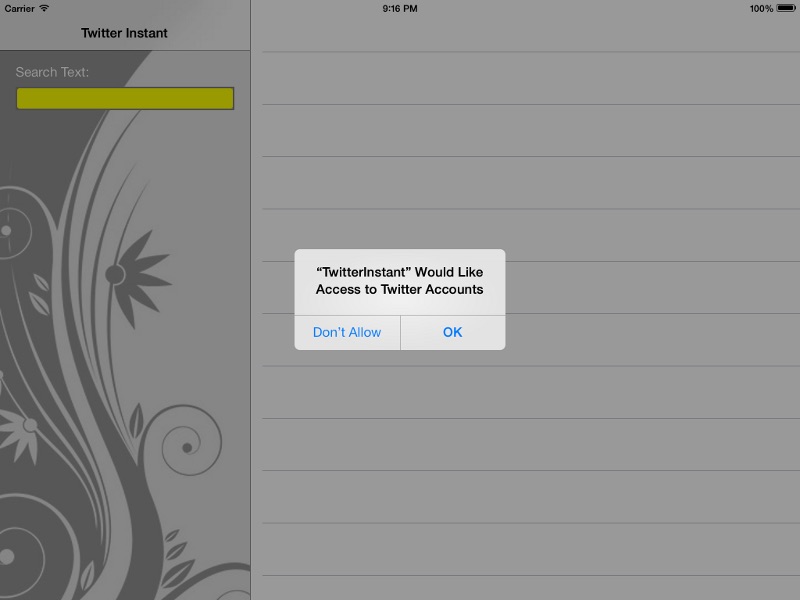 Carrier
9:16 PM
100%
Twitter Instant
Search Text:
“TwitterInstant” Would Like
Access to Twitter Accounts
Don’t Allow
OK